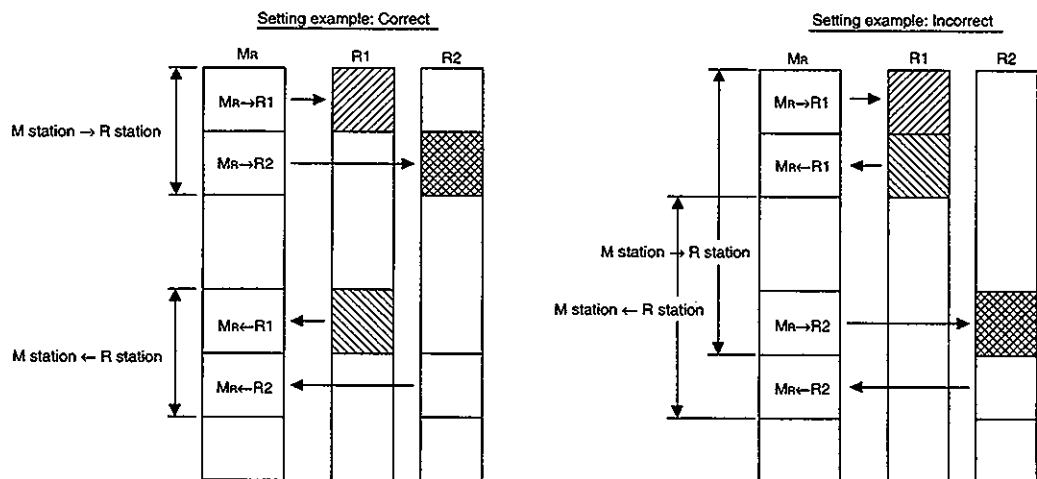 Setting example: Correct
MR R1 R2
MR→R1
M station → R station
MR→R2
MR←R1
M station ← R station
MR←R2
Setting example: Incorrect
MR R1 R2
MR→R1
MR←R1
M station → R station
M station ← R station
MR→R2
MR←R2